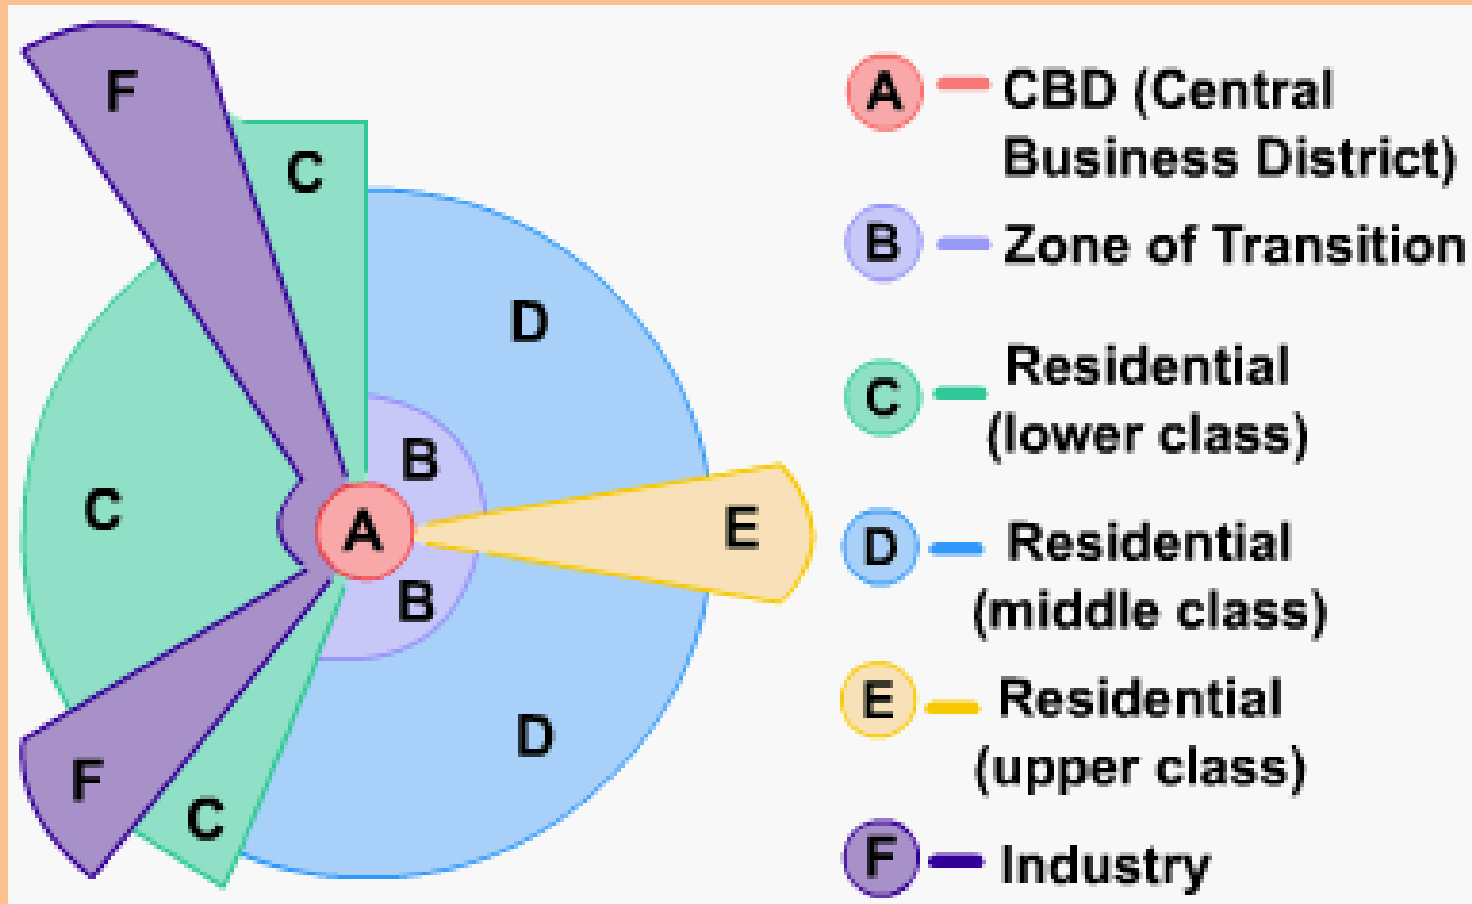 F
C
D
B
C
A
E
B
D
F
C
A CBD (Central
Business District)
B Zone of Transition
C Residential
(lower class)
D Residential
(middle class)
E Residential
(upper class)
F Industry